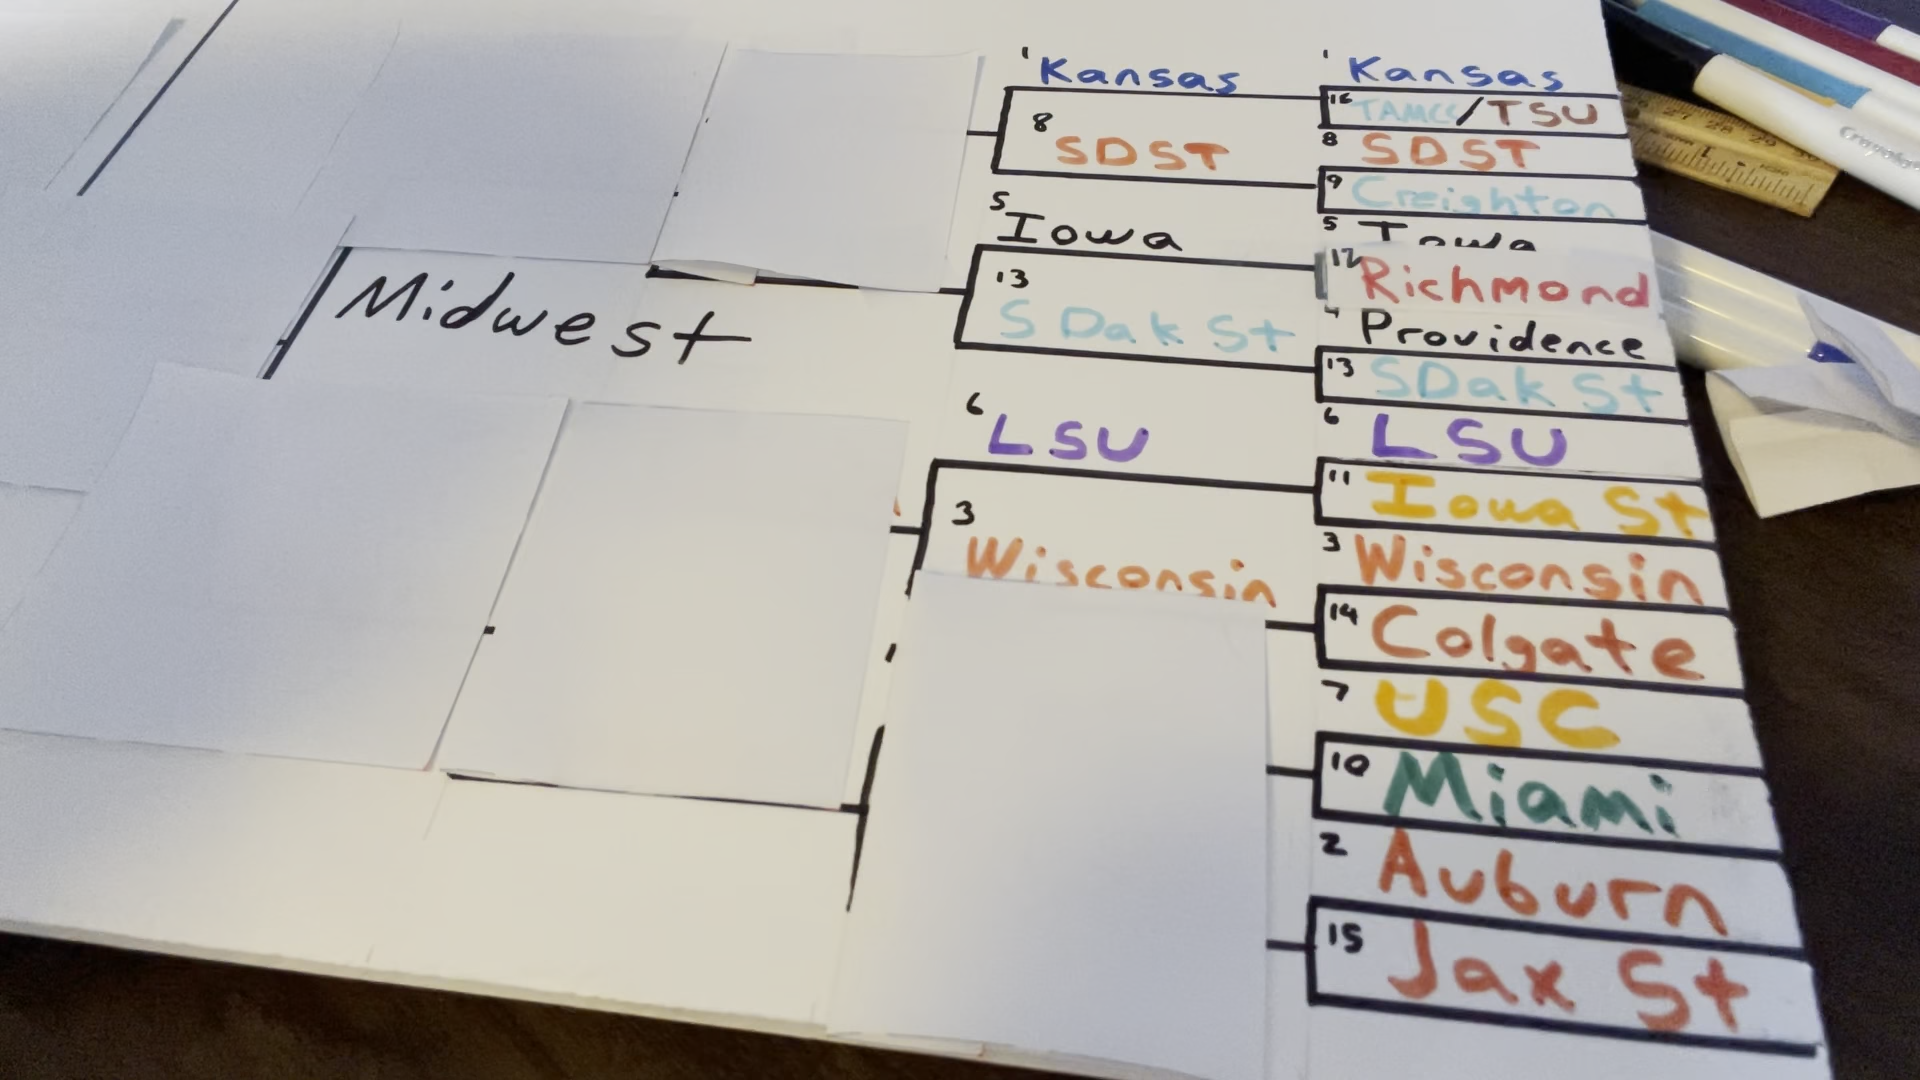 Midwest
1 Kansas
8 SDST
5 Iowa
13 SDak St
6 LSU
3 Wisconsin
1 Kansas
16 TAMCC/TSU
8 SDST
9 Creighton
5 Iowa
12 Richmond
4 Providence
13 SDak St
6 LSU
11 Iowa St
3 Wisconsin
14 Colgate
7 USC
10 Miami
2 Auburn
15 Jax St